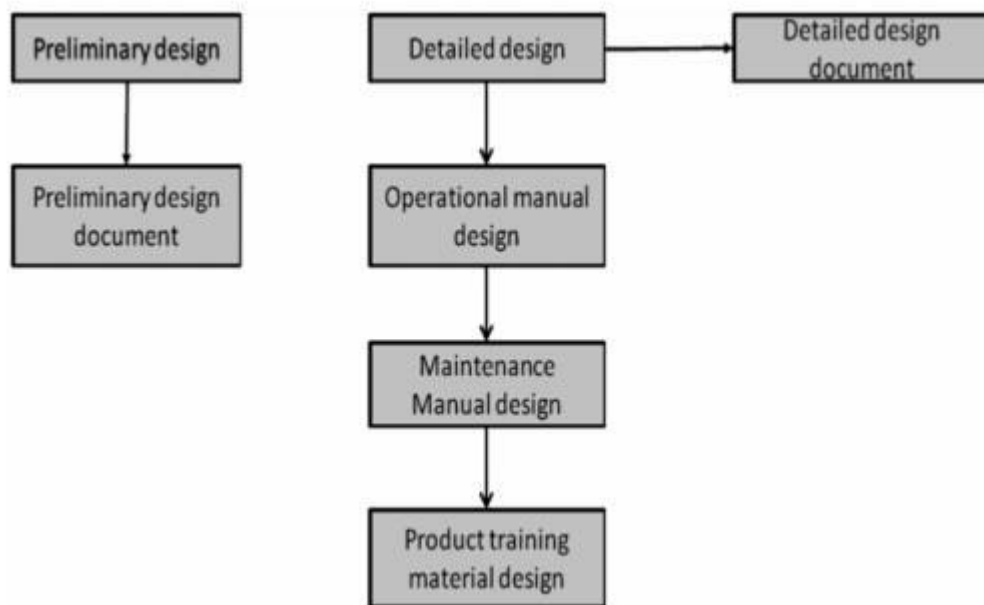 Preliminary design
Detailed design
Detailed design
document
Preliminary design
document
Operational manual
design
Maintenance
Manual design
Product training
material design